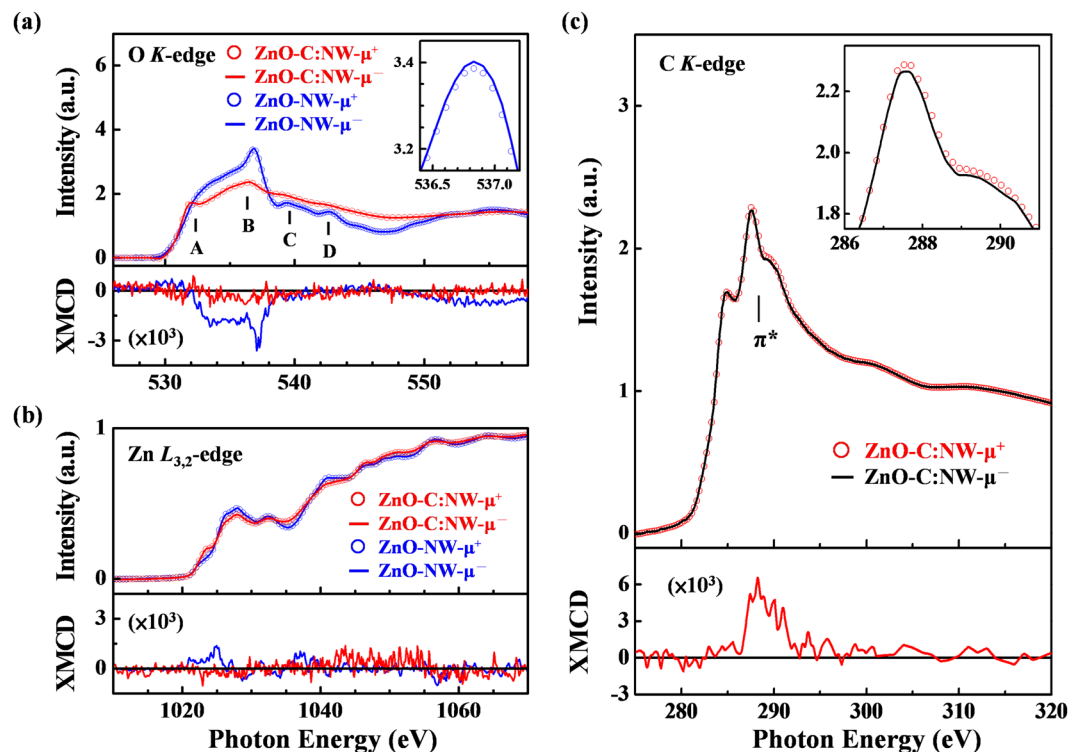 (a)
O K-edge
ZnO-C:NW-μ⁺
ZnO-C:NW-μ⁻
ZnO-NW-μ⁺
ZnO-NW-μ⁻
3.4
3.2
536.5 537.0
6
4
2
0
Intensity (a.u.)
A B C D
0
-3
XMCD
(×10³)
530 540 550
(b)
1
0
Intensity (a.u.)
Zn L₃,₂-edge
ZnO-C:NW-μ⁺
ZnO-C:NW-μ⁻
ZnO-NW-μ⁺
ZnO-NW-μ⁻
3
0
XMCD
(×10³)
1020 1040 1060
Photon Energy (eV)
(c)
C K-edge
2.2
2.0
1.8
286 288 290
3
2
1
0
Intensity (a.u.)
π*
ZnO-C:NW-μ⁺
ZnO-C:NW-μ⁻
6
3
0
-3
XMCD
(×10³)
280 290 300 310 320
Photon Energy (eV)